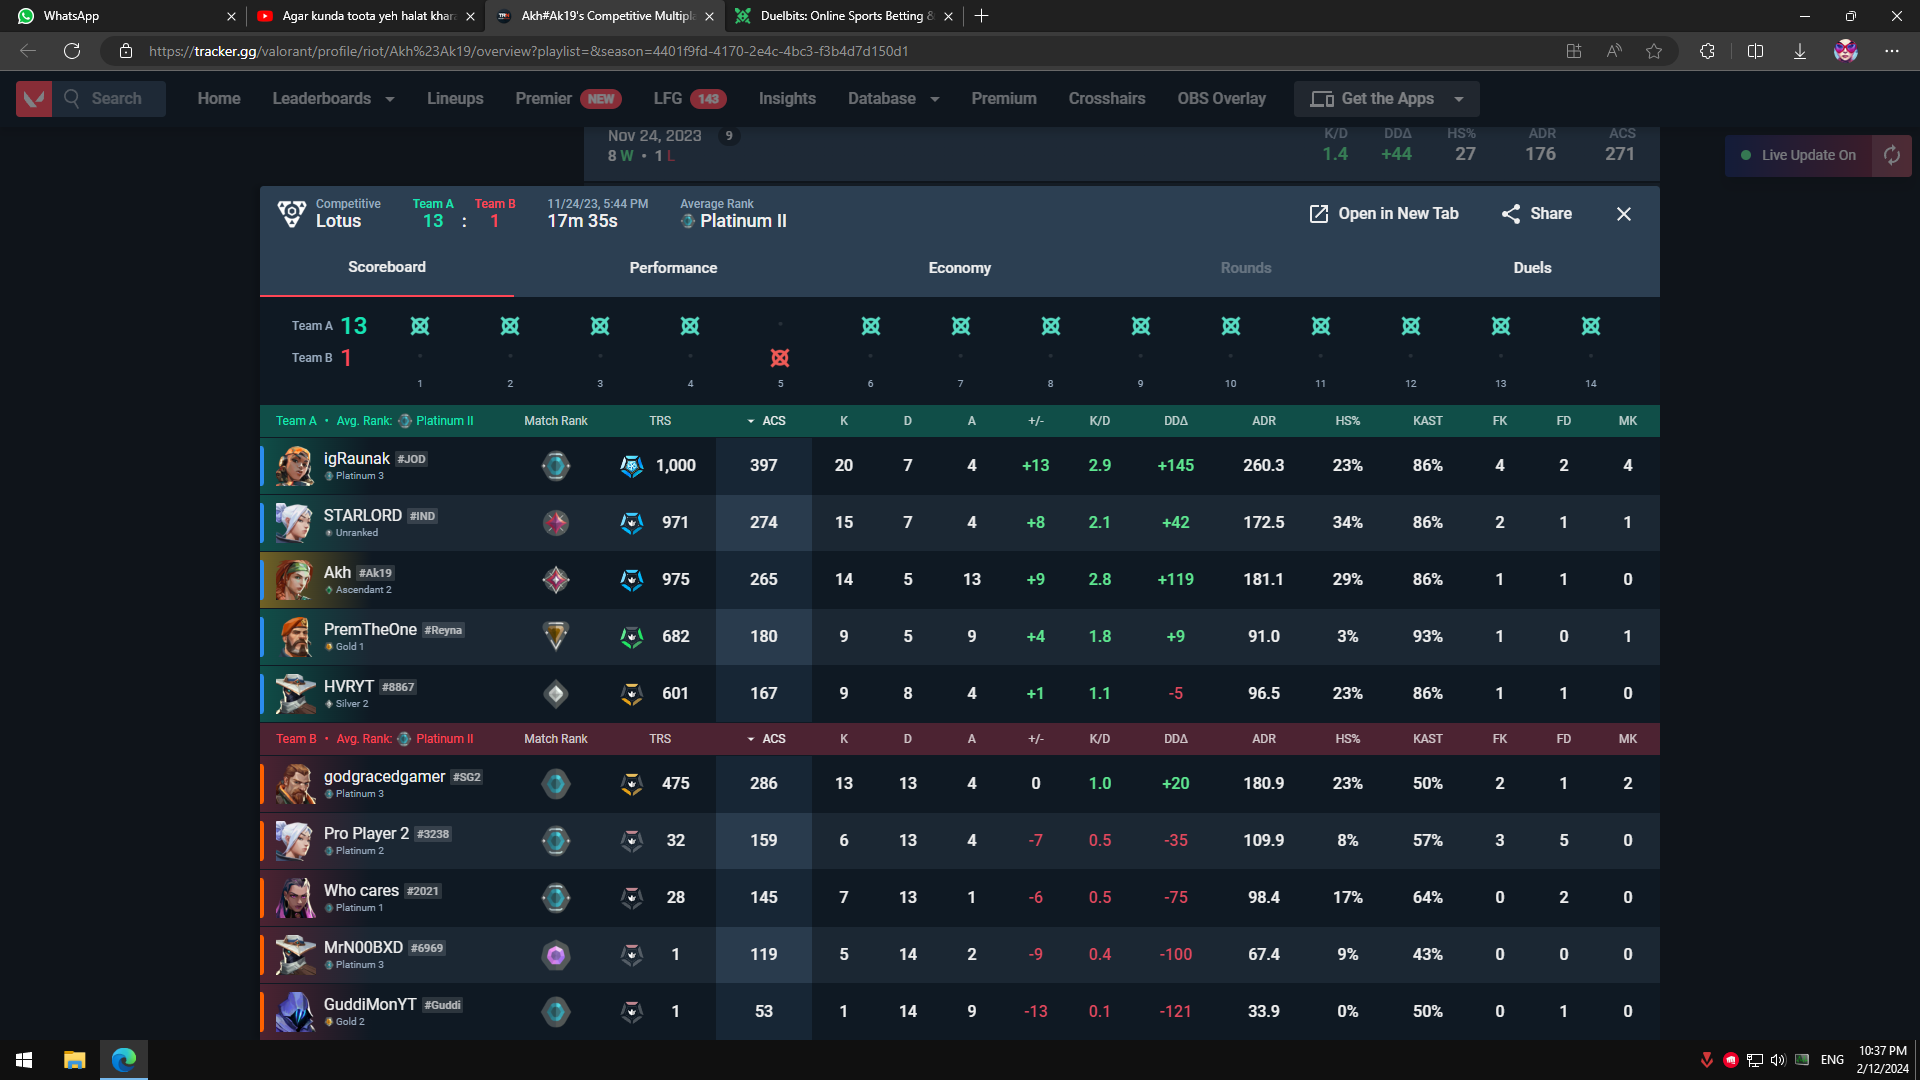 WhatsApp
Agar kunda toota yeh halat khara
Akh#Ak19's Competitive Multipla
Duelbits: Online Sports Betting &
https://tracker.gg/valorant/profile/riot/Akh%23Ak19/overview?playlist=&season=4401f9fd-4170-2e4c-4bc3-f3b4d7d150d1
Search Home Leaderboards Lineups Premier NEW LFG 143 Insights Database Premium Crosshairs OBS Overlay Get the Apps
Nov 24, 2023 9 K/D DDΔ HS% ADR ACS
8 W • 1 L 1.4 +44 27 176 271
Live Update On
Competitive Team A Team B 11/24/23, 5:44 PM Average Rank
Lotus 13 : 1 17m 35s Platinum II
Open in New Tab Share
Scoreboard Performance Economy Rounds Duels
Team A 13
Team B 1
1 2 3 4 5 6 7 8 9 10 11 12 13 14
Team A • Avg. Rank: Platinum II Match Rank TRS ACS K D A +/- K/D DDΔ ADR HS% KAST FK FD MK
igRaunak #JOD 1,000 397 20 7 4 +13 2.9 +145 260.3 23% 86% 4 2 4
Platinum 3
STARLORD #IND 971 274 15 7 4 +8 2.1 +42 172.5 34% 86% 2 1 1
Unranked
Akh #Ak19 975 265 14 5 13 +9 2.8 +119 181.1 29% 86% 1 1 0
Ascendant 2
PremTheOne #Reyna 682 180 9 5 9 +4 1.8 +9 91.0 3% 93% 1 0 1
Gold 1
HVRYT #8867 601 167 9 8 4 +1 1.1 -5 96.5 23% 86% 1 1 0
Silver 2
Team B • Avg. Rank: Platinum II Match Rank TRS ACS K D A +/- K/D DDΔ ADR HS% KAST FK FD MK
godgracedgamer #SG2 475 286 13 13 4 0 1.0 +20 180.9 23% 50% 2 1 2
Platinum 3
Pro Player 2 #3238 32 159 6 13 4 -7 0.5 -35 109.9 8% 57% 3 5 0
Platinum 2
Who cares #2021 28 145 7 13 1 -6 0.5 -75 98.4 17% 64% 0 2 0
Platinum 1
MrN00BXD #6969 1 119 5 14 2 -9 0.4 -100 67.4 9% 43% 0 0 0
Platinum 3
GuddiMonYT #Guddi 1 53 1 14 9 -13 0.1 -121 33.9 0% 50% 0 1 0
Gold 2
ENG
10:37 PM
2/12/2024